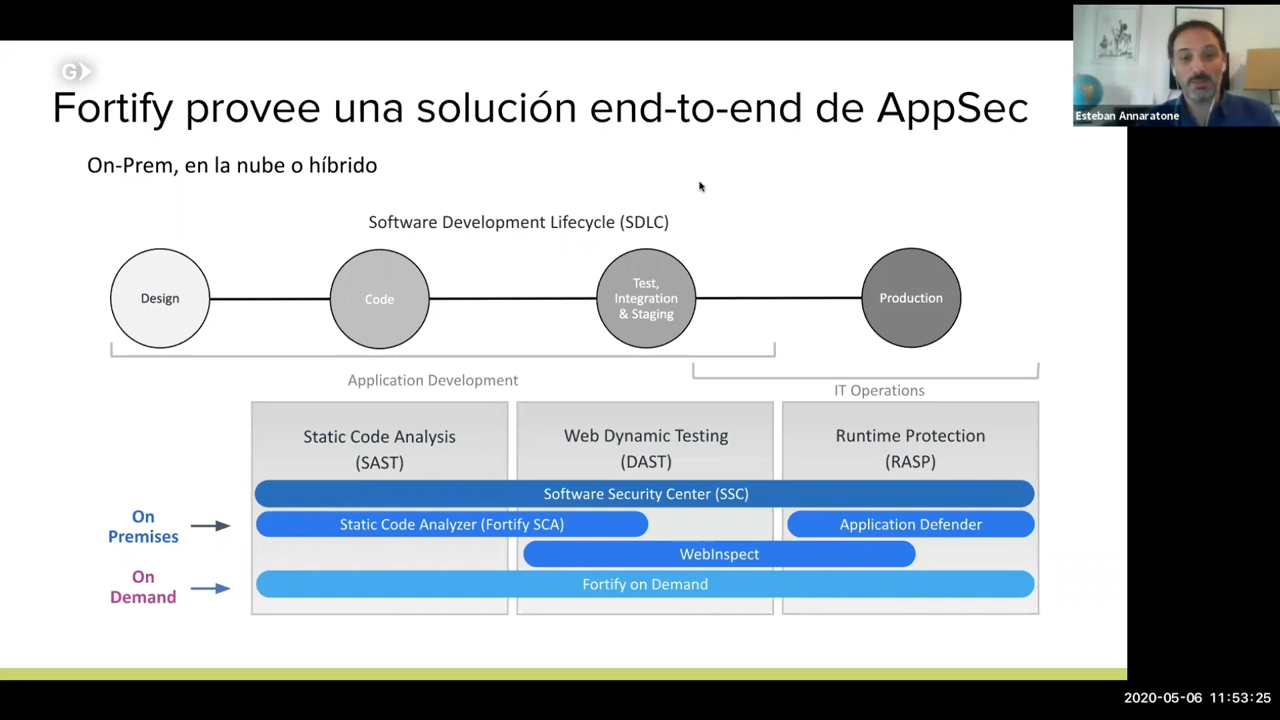 G
Fortify provee una solución end-to-end de AppSec
Esteban Annaratone
On-Prem, en la nube o híbrido
Software Development Lifecycle (SDLC)
Design
Code
Test,
Integration
& Staging
Production
Application Development
IT Operations
Static Code Analysis
(SAST)
Web Dynamic Testing
(DAST)
Runtime Protection
(RASP)
Software Security Center (SSC)
On
Premises
Static Code Analyzer (Fortify SCA)
Application Defender
WebInspect
On
Demand
Fortify on Demand
2020-05-06 11:53:25